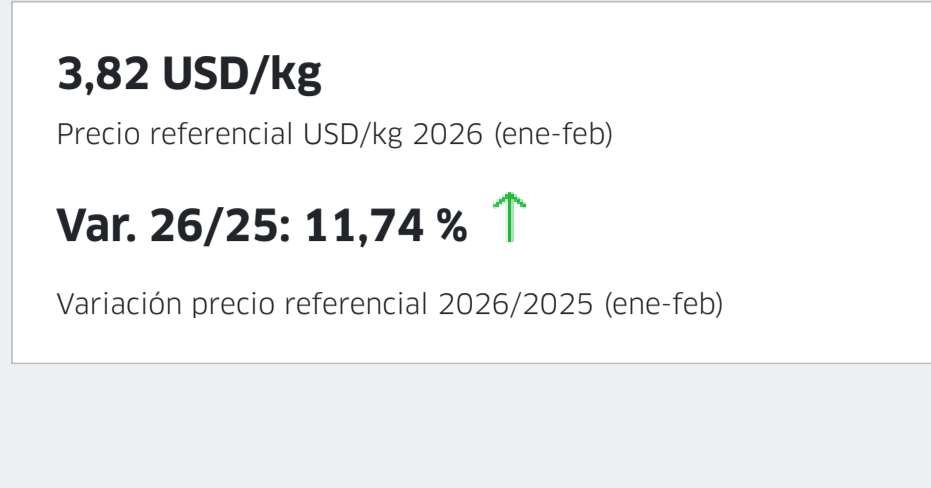 3,82 USD/kg
Precio referencial USD/kg 2026 (ene-feb)
Var. 26/25: 11,74 %
Variación precio referencial 2026/2025 (ene-feb)